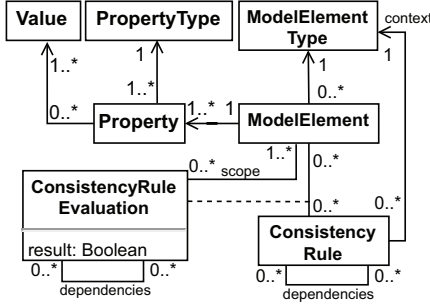 Value
PropertyType
ModelElement
Type
context
1..*
1
1
1
1..*
0..*
0..*
1..*
1
Property
ModelElement
1..*
0..*
0..*
scope
ConsistencyRule
Evaluation
0..*
0..*
result: Boolean
Consistency
Rule
0..*
0..*
0..*
0..*
dependencies
dependencies